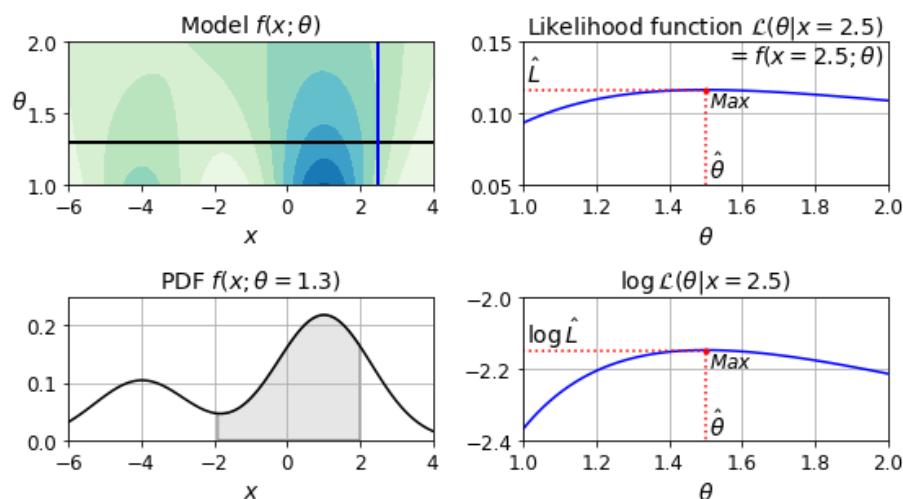 Model f(x; θ)
2.0
1.5
1.0
θ
−6 −4 −2 0 2 4
x
Likelihood function ℒ(θ|x = 2.5)
= f(x = 2.5; θ)
0.15
0.10
0.05
L̂
Max
θ̂
1.0 1.2 1.4 1.6 1.8 2.0
θ
PDF f(x; θ = 1.3)
0.2
0.1
0.0
−6 −4 −2 0 2 4
x
log ℒ(θ|x = 2.5)
−2.0
−2.2
−2.4
log L̂
Max
θ̂
1.0 1.2 1.4 1.6 1.8 2.0
θ